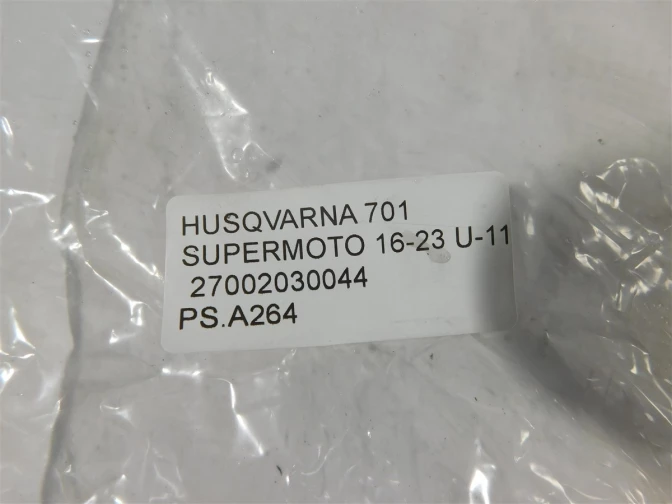 HUSQVARNA 701
SUPERMOTO 16-23 U-11
27002030044
PS.A264